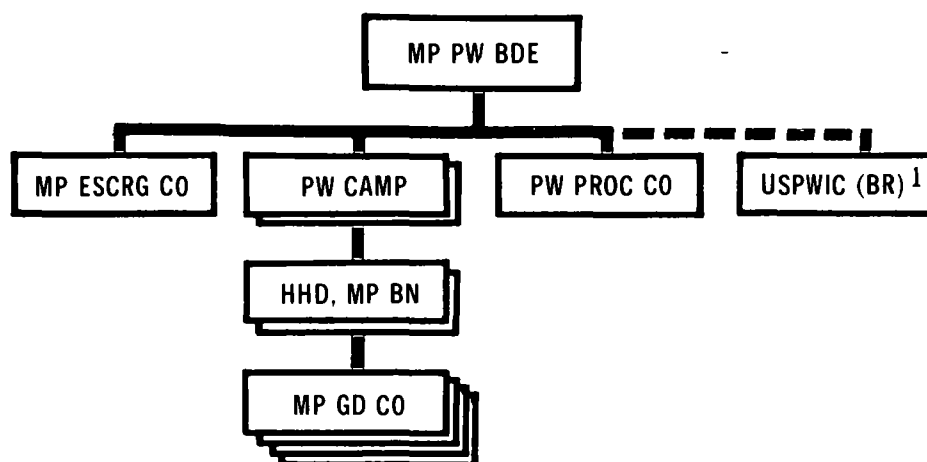 MP PW BDE
MP ESCRG CO
PW CAMP
PW PROC CO
USPWIC (BR) 1
HHD, MP BN
MP GD CO